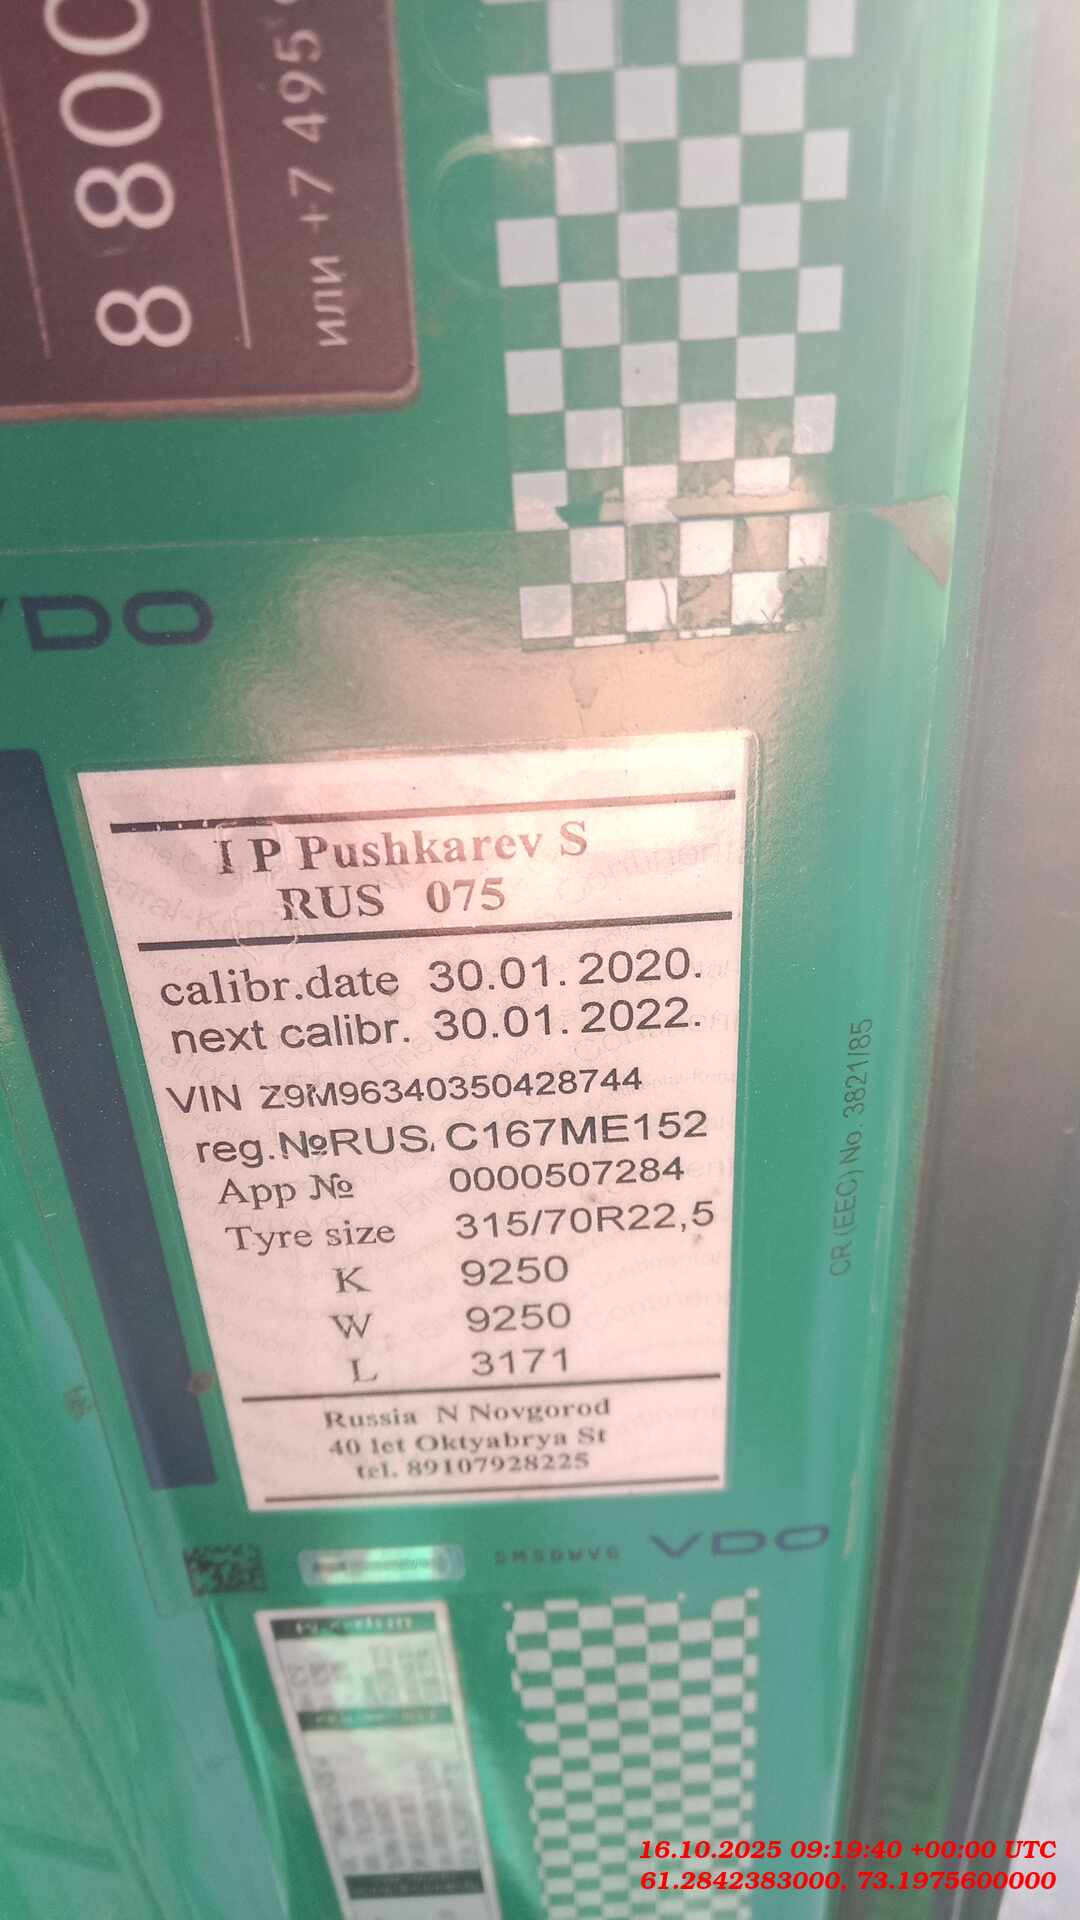 8 800
или +7 495
VDO
I P Pushkarev S
RUS 075
calibr.date 30.01.2020.
next calibr. 30.01.2022.
VIN Z9M96340350428744
reg.№RUS. C167ME152
App № 0000507284
Tyre size 315/70R22,5
K 9250
W 9250
L 3171
Russia N Novgorod
40 let Oktyabrya St
tel. 89107928225
CR (EEC) No. 3821/85
VDO
16.10.2025 09:19:40 +00:00 UTC
61.2842383000, 73.1975600000